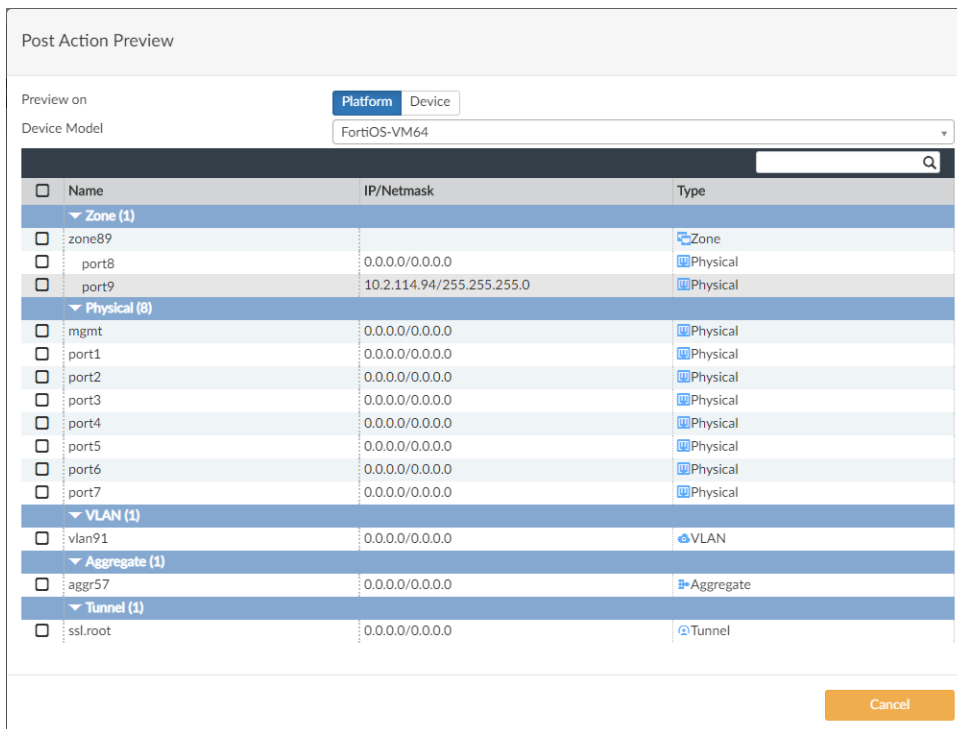 Post Action Preview
Preview on Platform Device
Device Model FortiOS-VM64
Name IP/Netmask Type
Zone (1)
zone89 Zone
port8 0.0.0.0/0.0.0.0 Physical
port9 10.2.114.94/255.255.255.0 Physical
Physical (8)
mgmt 0.0.0.0/0.0.0.0 Physical
port1 0.0.0.0/0.0.0.0 Physical
port2 0.0.0.0/0.0.0.0 Physical
port3 0.0.0.0/0.0.0.0 Physical
port4 0.0.0.0/0.0.0.0 Physical
port5 0.0.0.0/0.0.0.0 Physical
port6 0.0.0.0/0.0.0.0 Physical
port7 0.0.0.0/0.0.0.0 Physical
VLAN (1)
vlan91 0.0.0.0/0.0.0.0 VLAN
Aggregate (1)
aggr57 0.0.0.0/0.0.0.0 Aggregate
Tunnel (1)
ssl.root 0.0.0.0/0.0.0.0 Tunnel
Cancel